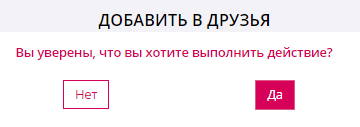 ДОБАВИТЬ В ДРУЗЬЯ
Вы уверены, что вы хотите выполнить действие?
Нет Да